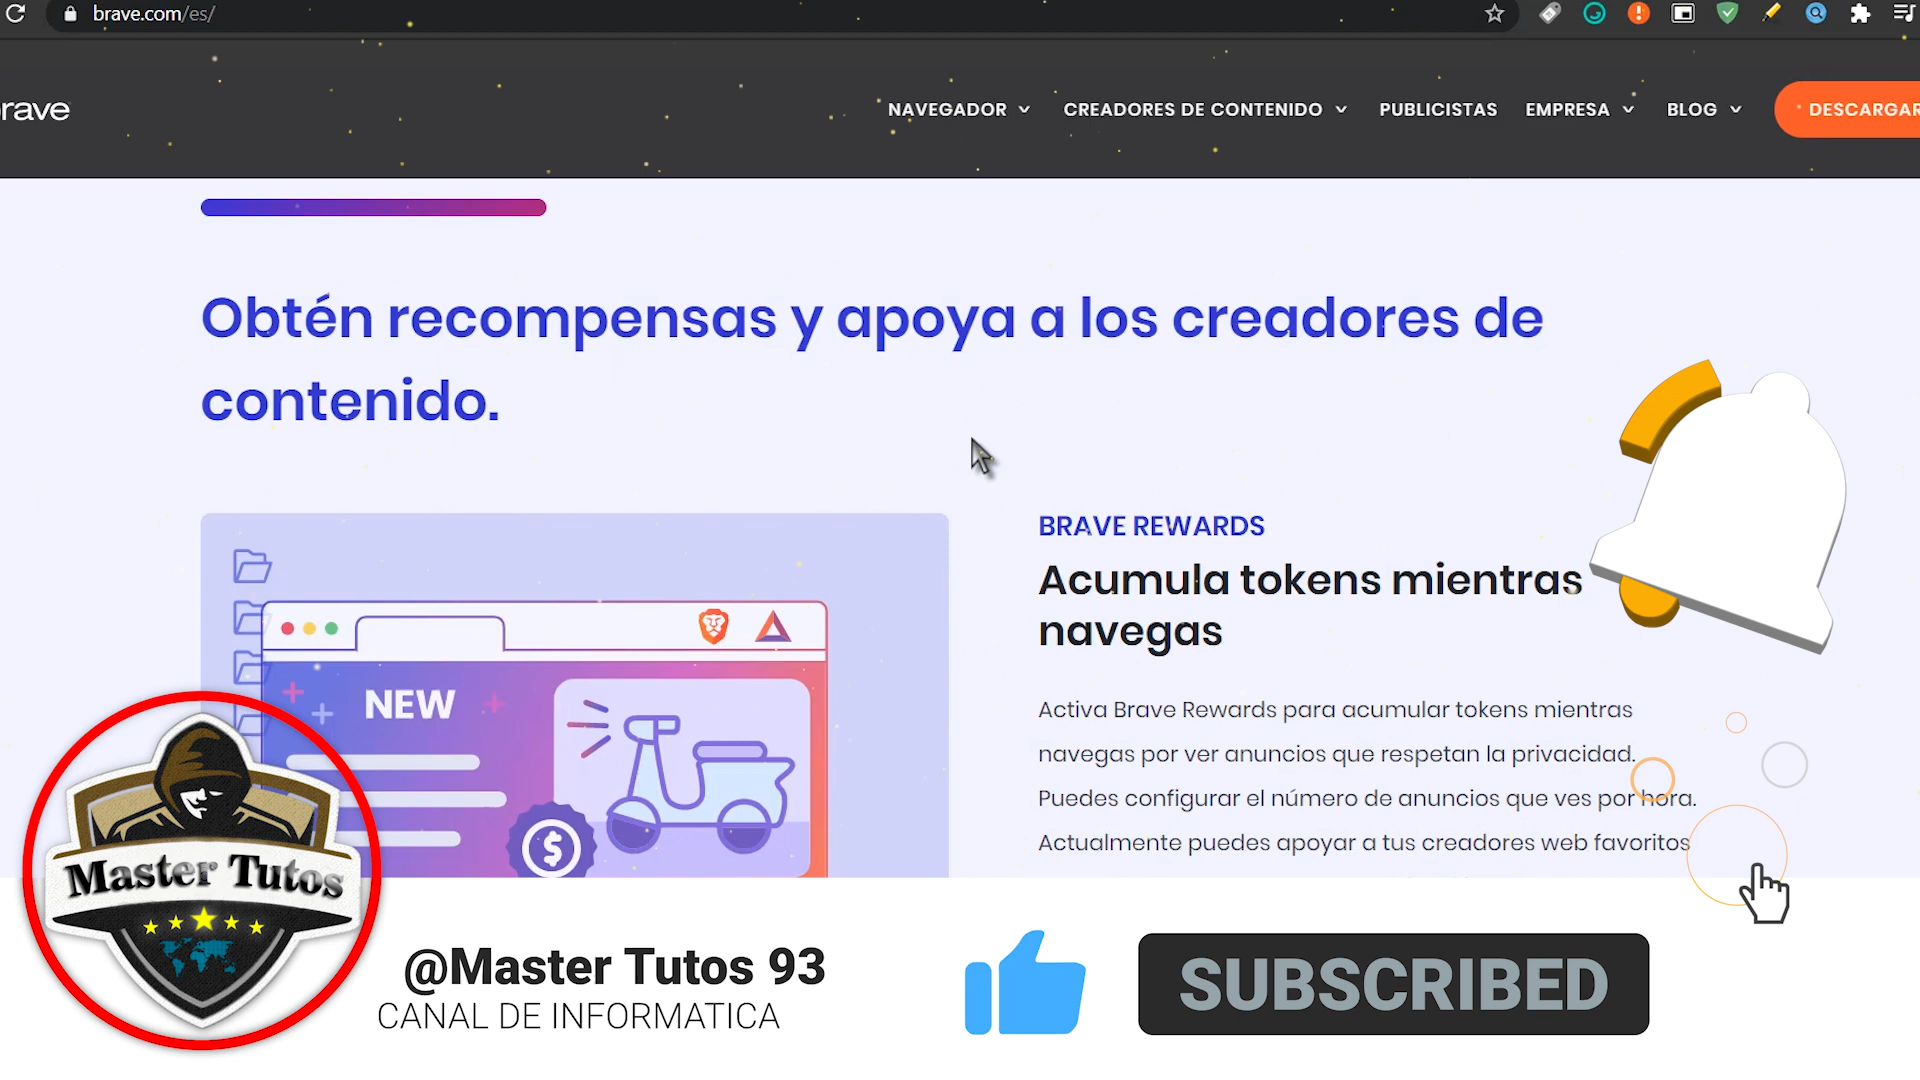 brave.com/es/
brave
NAVEGADOR
CREADORES DE CONTENIDO
PUBLICISTAS
EMPRESA
BLOG
DESCARGAR
Obtén recompensas y apoya a los creadores de
contenido.
BRAVE REWARDS
Acumula tokens mientras
navegas
Activa Brave Rewards para acumular tokens mientras
navegas por ver anuncios que respetan la privacidad.
Puedes configurar el número de anuncios que ves por hora.
Actualmente puedes apoyar a tus creadores web favoritos
NEW
$
Master Tutos
@Master Tutos 93
CANAL DE INFORMATICA
SUBSCRIBED